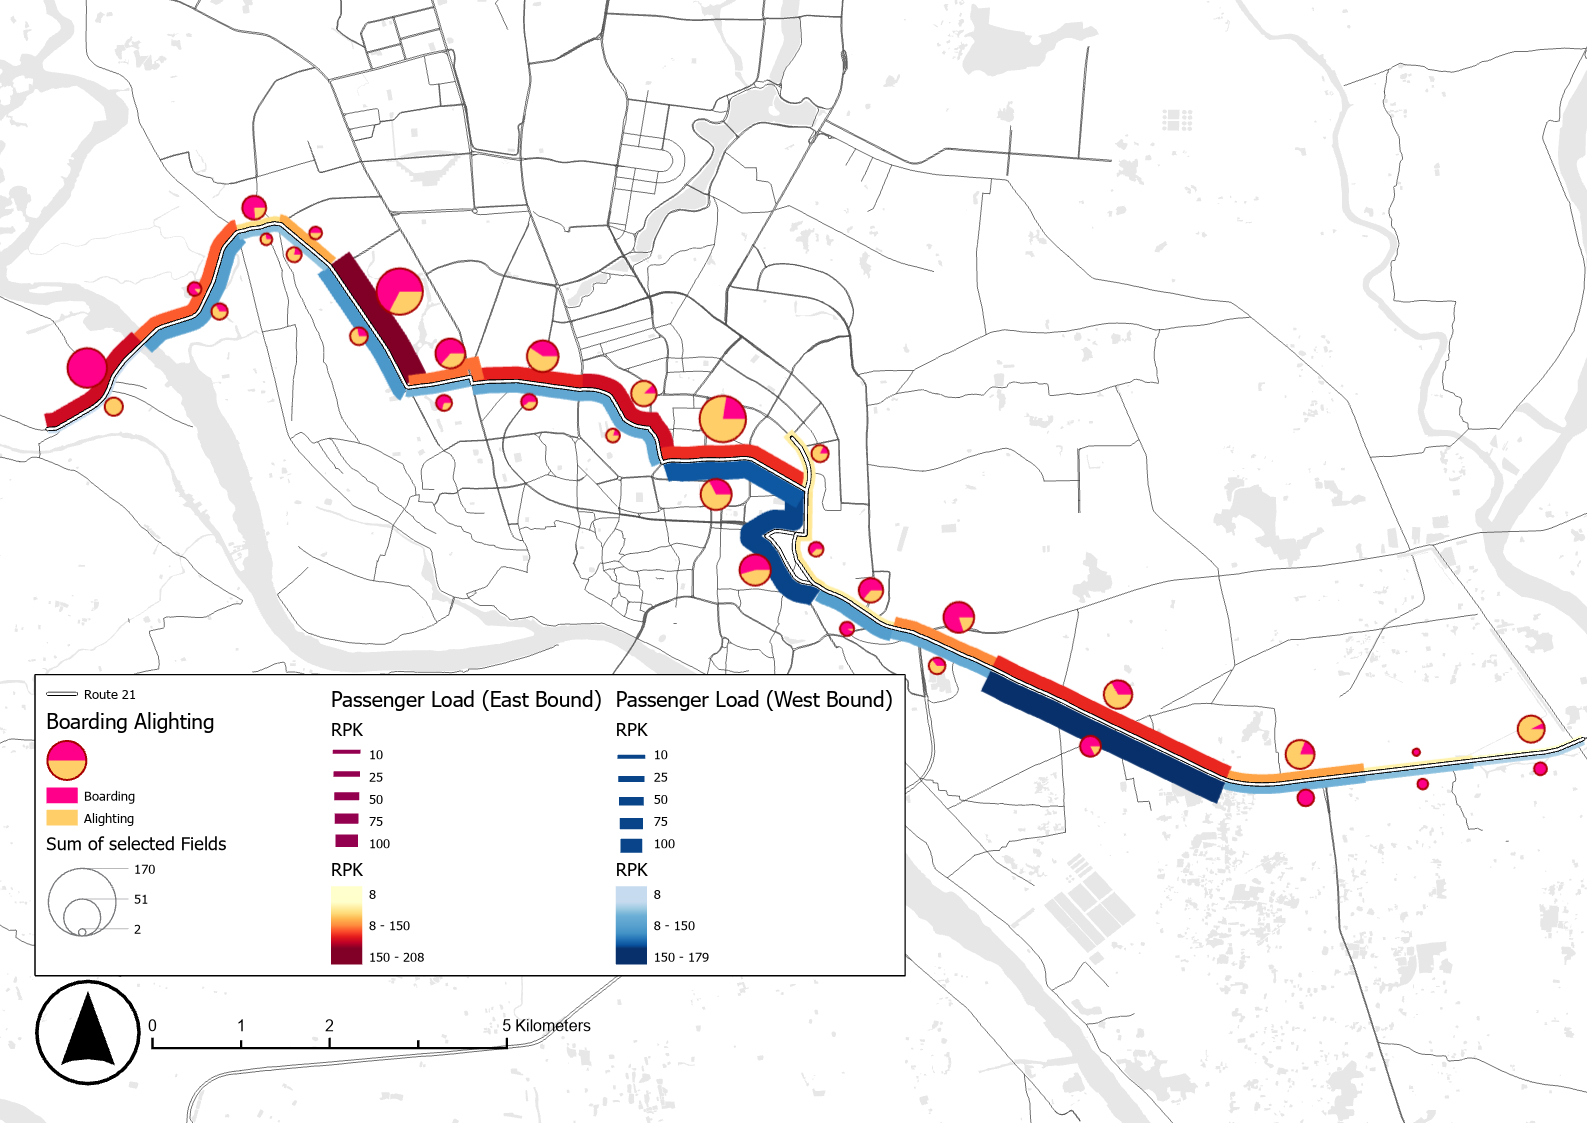 Route 21
Boarding Alighting
Boarding
Alighting
Sum of selected Fields
170
51
2
Passenger Load (East Bound)
RPK
10
25
50
75
100
RPK
8
8 - 150
150 - 208
Passenger Load (West Bound)
RPK
10
25
50
75
100
RPK
8
8 - 150
150 - 179
0 1 2 5 Kilometers